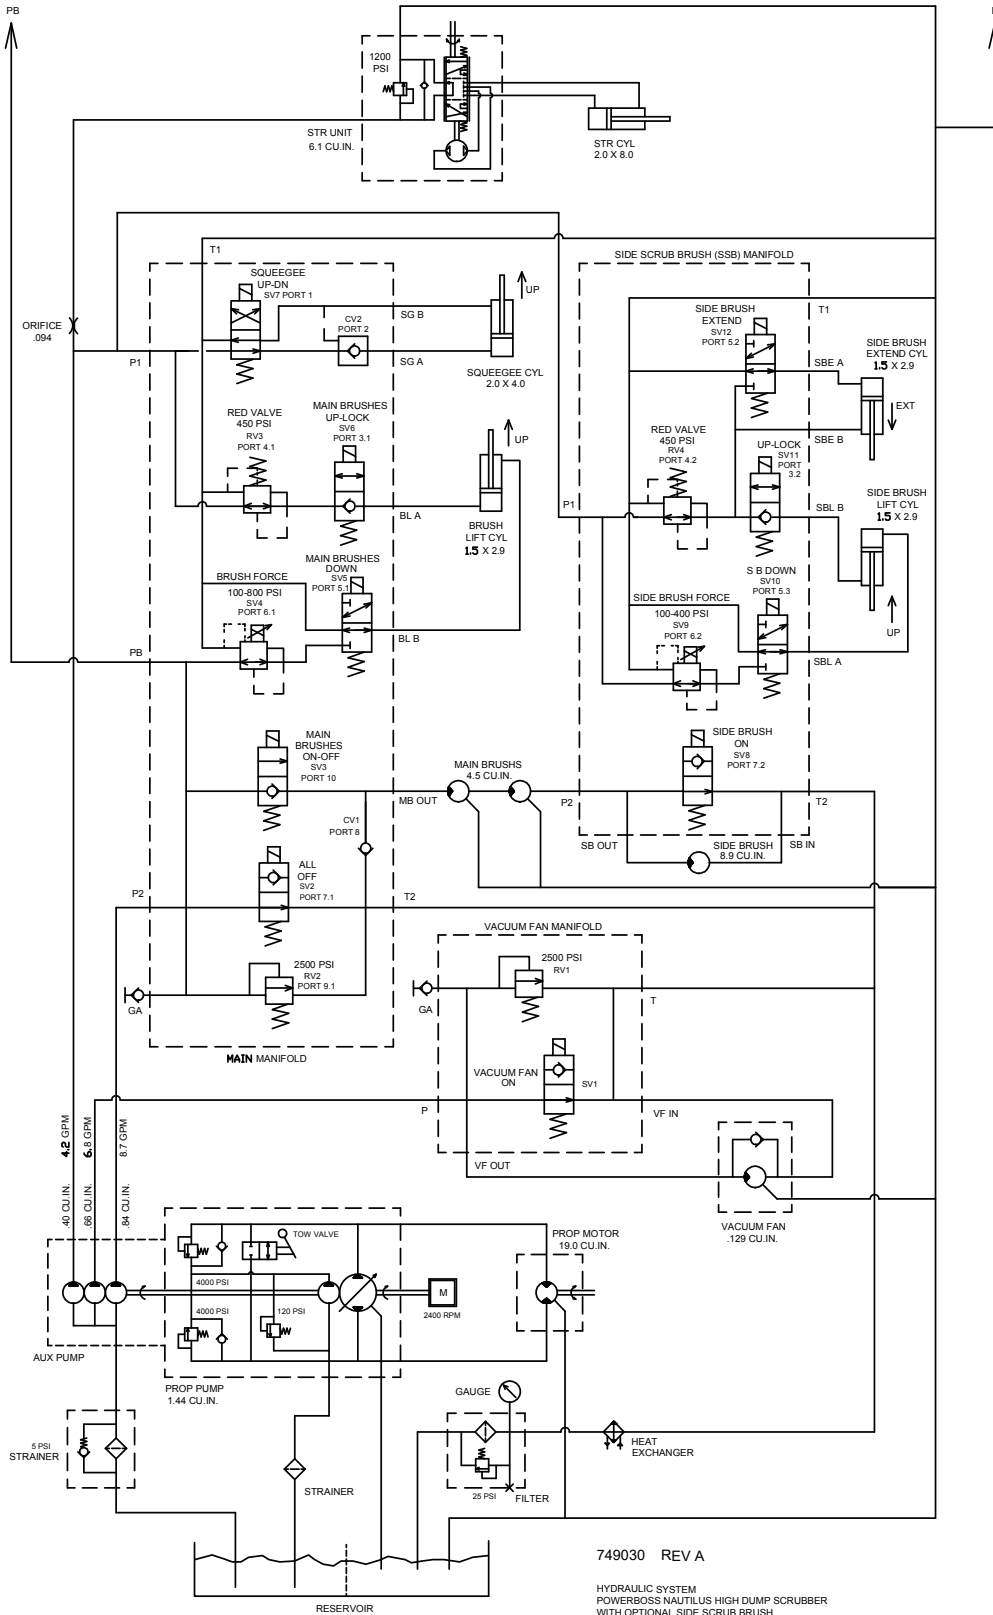 PB
1200
PSI
STR UNIT
6.1 CU.IN.
STR CYL
2.0 X 8.0
T1
SQUEEGEE
UP-DN
SV7 PORT 1
SIDE SCRUB BRUSH (SSB) MANIFOLD
UP
SG B
CV2
PORT 2
SG A
ORIFICE
.094
P1
SQUEEGEE CYL
2.0 X 4.0
SIDE BRUSH
EXTEND
SV12
PORT 5.2
T1
SIDE BRUSH
EXTEND CYL
1.5 X 2.9
SBE A
EXT
SBE B
RED VALVE
450 PSI
RV3
PORT 4.1
MAIN BRUSHES
UP-LOCK
SV6
PORT 3.1
UP
RED VALVE
450 PSI
RV4
PORT 4.2
UP-LOCK
SV11
PORT
3.2
SIDE BRUSH
LIFT CYL
1.5 X 2.9
P1
SBL B
BL A
BRUSH
LIFT CYL
1.5 X 2.9
MAIN BRUSHES
DOWN
SV5
PORT 5.1
BRUSH FORCE
100-800 PSI
SV4
PORT 6.1
S B DOWN
SV10
PORT 5.3
SIDE BRUSH FORCE
100-400 PSI
SV9
PORT 6.2
UP
BL B
PB
SBL A
MAIN
BRUSHES
ON-OFF
SV3
PORT 10
SIDE BRUSH
ON
SV8
PORT 7.2
MAIN BRUSHS
4.5 CU.IN.
MB OUT
P2
T2
CV1
PORT 8
SB OUT
SIDE BRUSH
8.9 CU.IN.
SB IN
ALL
OFF
SV2
PORT 7.1
P2
T2
VACUUM FAN MANIFOLD
2500 PSI
RV2
PORT 9.1
2500 PSI
RV1
GA
GA
T
MAIN MANIFOLD
VACUUM FAN
ON
SV1
P
VF IN
VF OUT
4.2 GPM
6.8 GPM
8.7 GPM
.40 CU.IN.
.66 CU.IN.
.84 CU.IN.
VACUUM FAN
.129 CU.IN.
TOW VALVE
PROP MOTOR
19.0 CU.IN.
4000 PSI
4000 PSI
120 PSI
M
2400 RPM
AUX PUMP
PROP PUMP
1.44 CU.IN.
GAUGE
5 PSI
STRAINER
HEAT
EXCHANGER
STRAINER
25 PSI
FILTER
749030 REV A
HYDRAULIC SYSTEM
POWERBOSS NAUTILUS HIGH DUMP SCRUBBER
WITH OPTIONAL SIDE SCRUB BRUSH
RESERVOIR